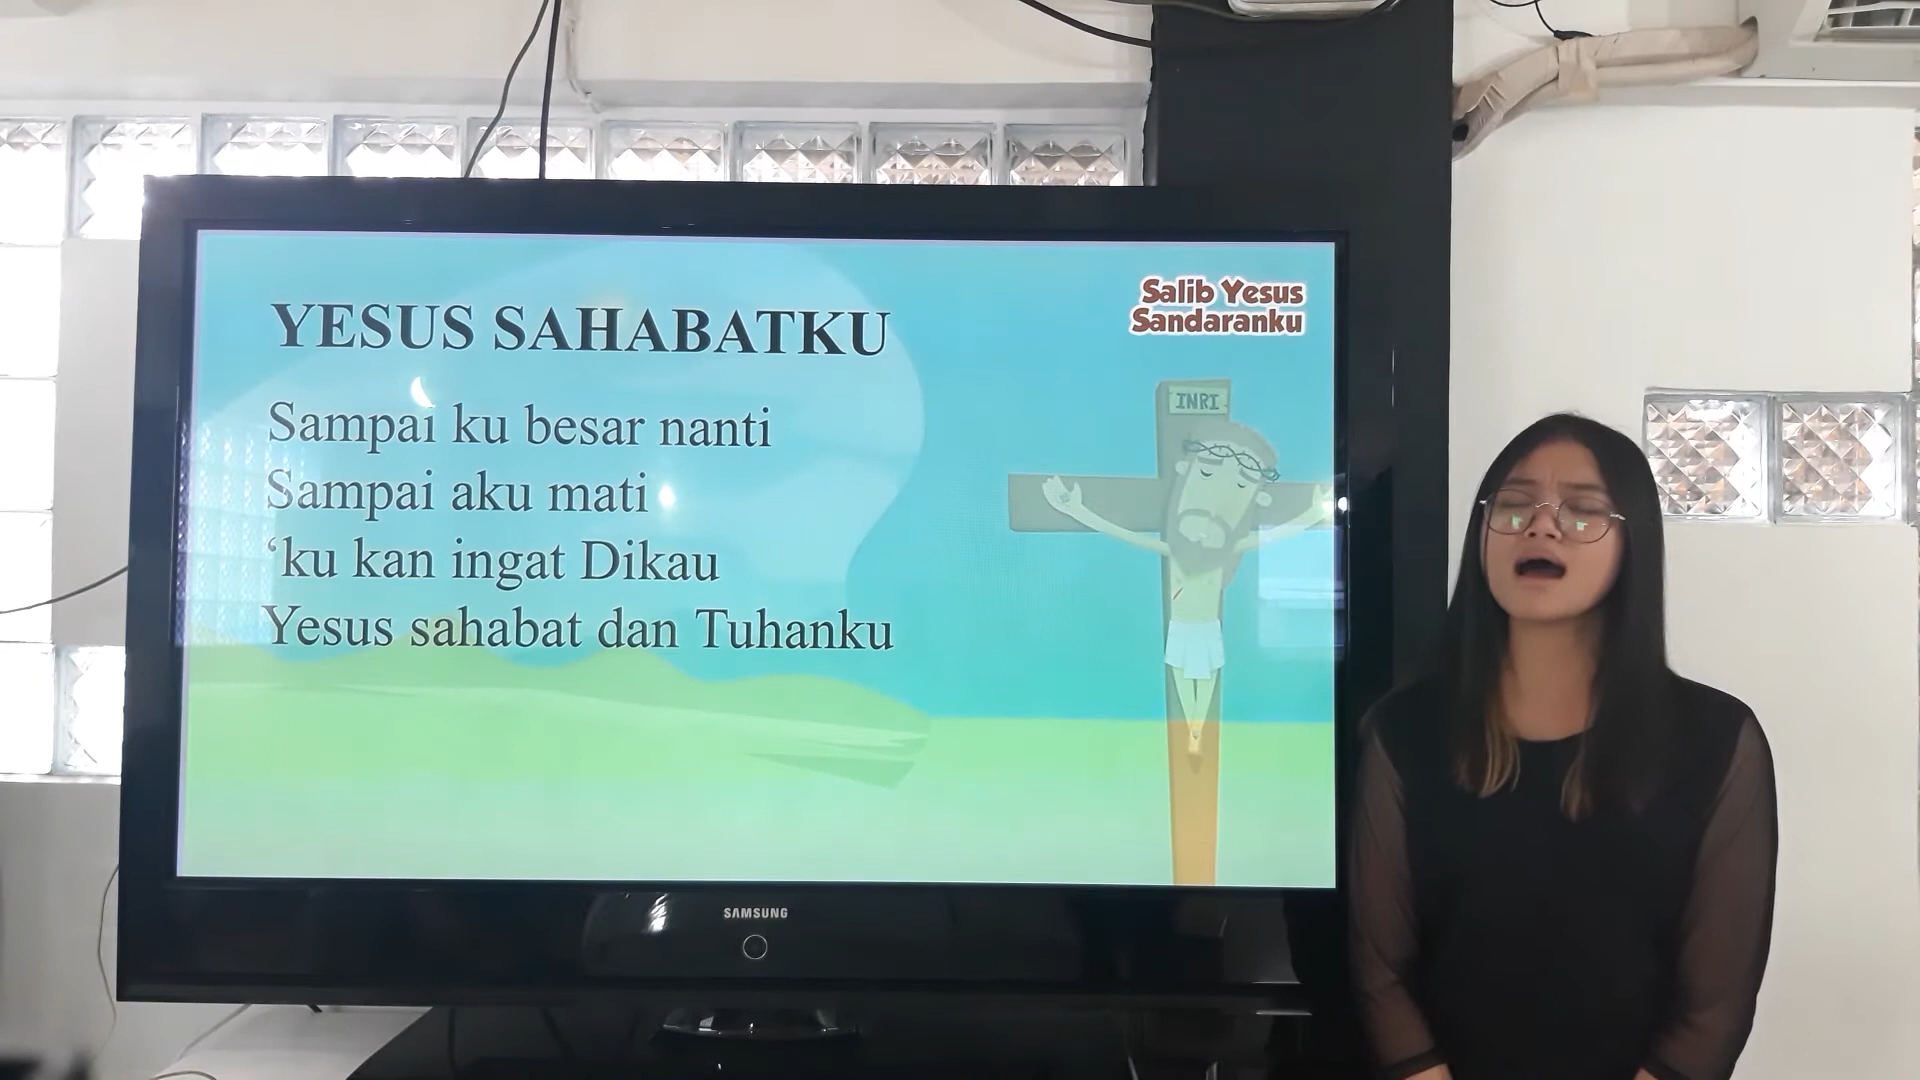 YESUS SAHABATKU
Salib Yesus
Sandaranku
Sampai ku besar nanti
Sampai aku mati
‘ku kan ingat Dikau
Yesus sahabat dan Tuhanku
INRI
SAMSUNG